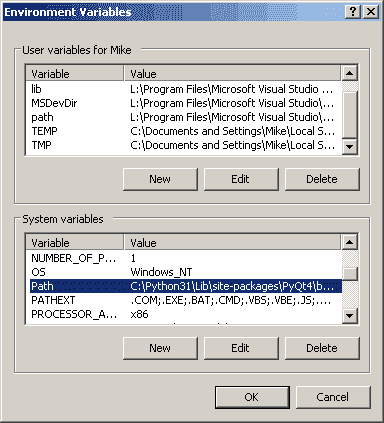 Environment Variables
User variables for Mike
Variable Value
lib L:\Program Files\Microsoft Visual Studio ...
MSDevDir L:\Program Files\Microsoft Visual Studio ...
path L:\Program Files\Microsoft Visual Studio ...
TEMP C:\Documents and Settings\Mike\Local S...
TMP C:\Documents and Settings\Mike\Local S...
New Edit Delete
System variables
Variable Value
NUMBER_OF_P... 1
OS Windows_NT
Path C:\Python31\Lib\site-packages\PyQt4\b...
PATHEXT .COM;.EXE;.BAT;.CMD;.VBS;.VBE;.JS;....
PROCESSOR_A... x86
New Edit Delete
OK Cancel